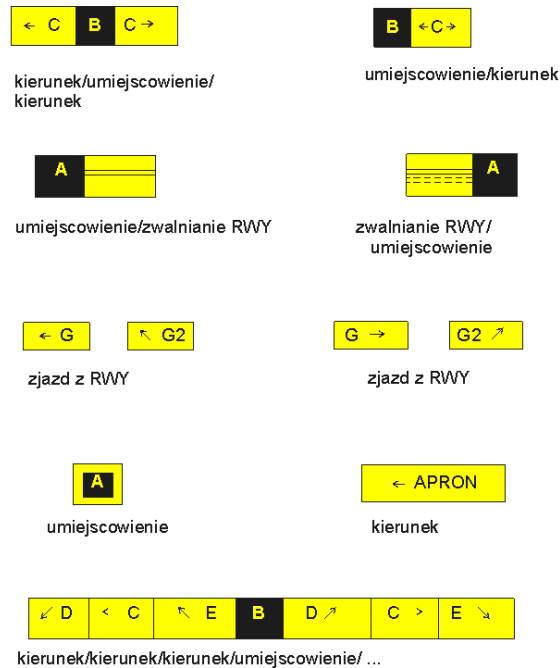 ← C B C →
B ←C→
kierunek/umiejscowienie/
kierunek
umiejscowienie/kierunek
A
A
umiejscowienie/zwalnianie RWY
zwalnianie RWY/
umiejscowienie
← G ↖ G2
G → G2 ↗
zjazd z RWY
zjazd z RWY
A
← APRON
umiejscowienie
kierunek
↙ D < C ↖ E B D ↗ C > E ↘
kierunek/kierunek/kierunek/umiejscowienie/ ...